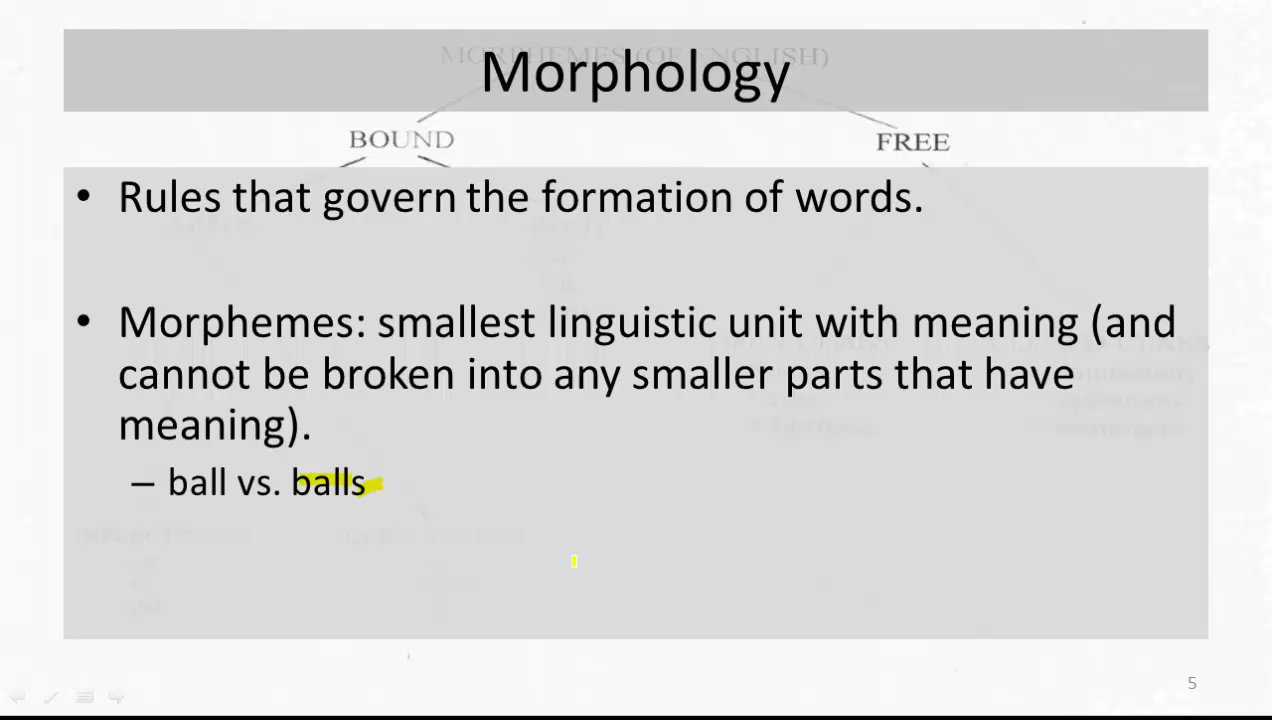 MORPHEMES (OF ENGLISH)
Morphology
BOUND FREE
• Rules that govern the formation of words.
• Morphemes: smallest linguistic unit with meaning (and
cannot be broken into any smaller parts that have
meaning).
– ball vs. balls
5